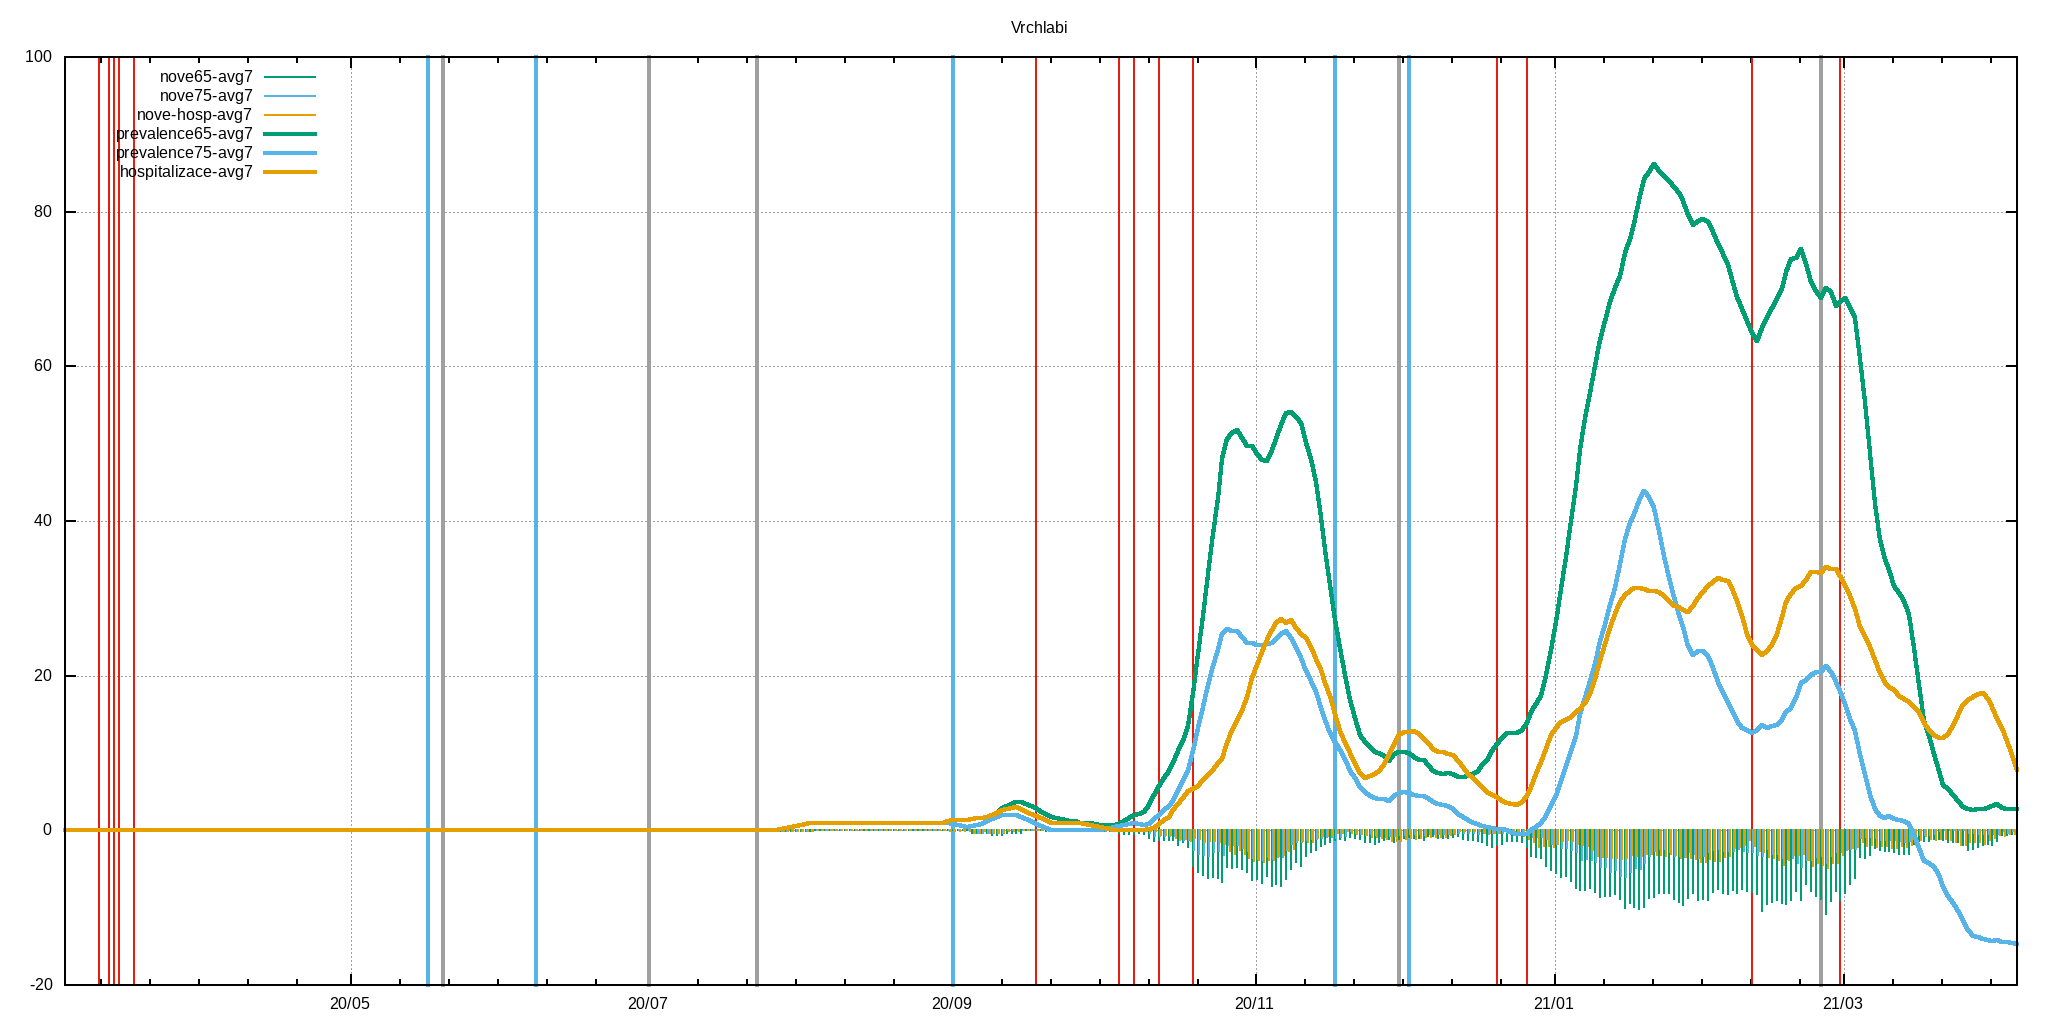 Vrchlabi
100
80
60
40
20
0
-20
nove65-avg7
nove75-avg7
nove-hosp-avg7
prevalence65-avg7
prevalence75-avg7
hospitalizace-avg7
20/05
20/07
20/09
20/11
21/01
21/03